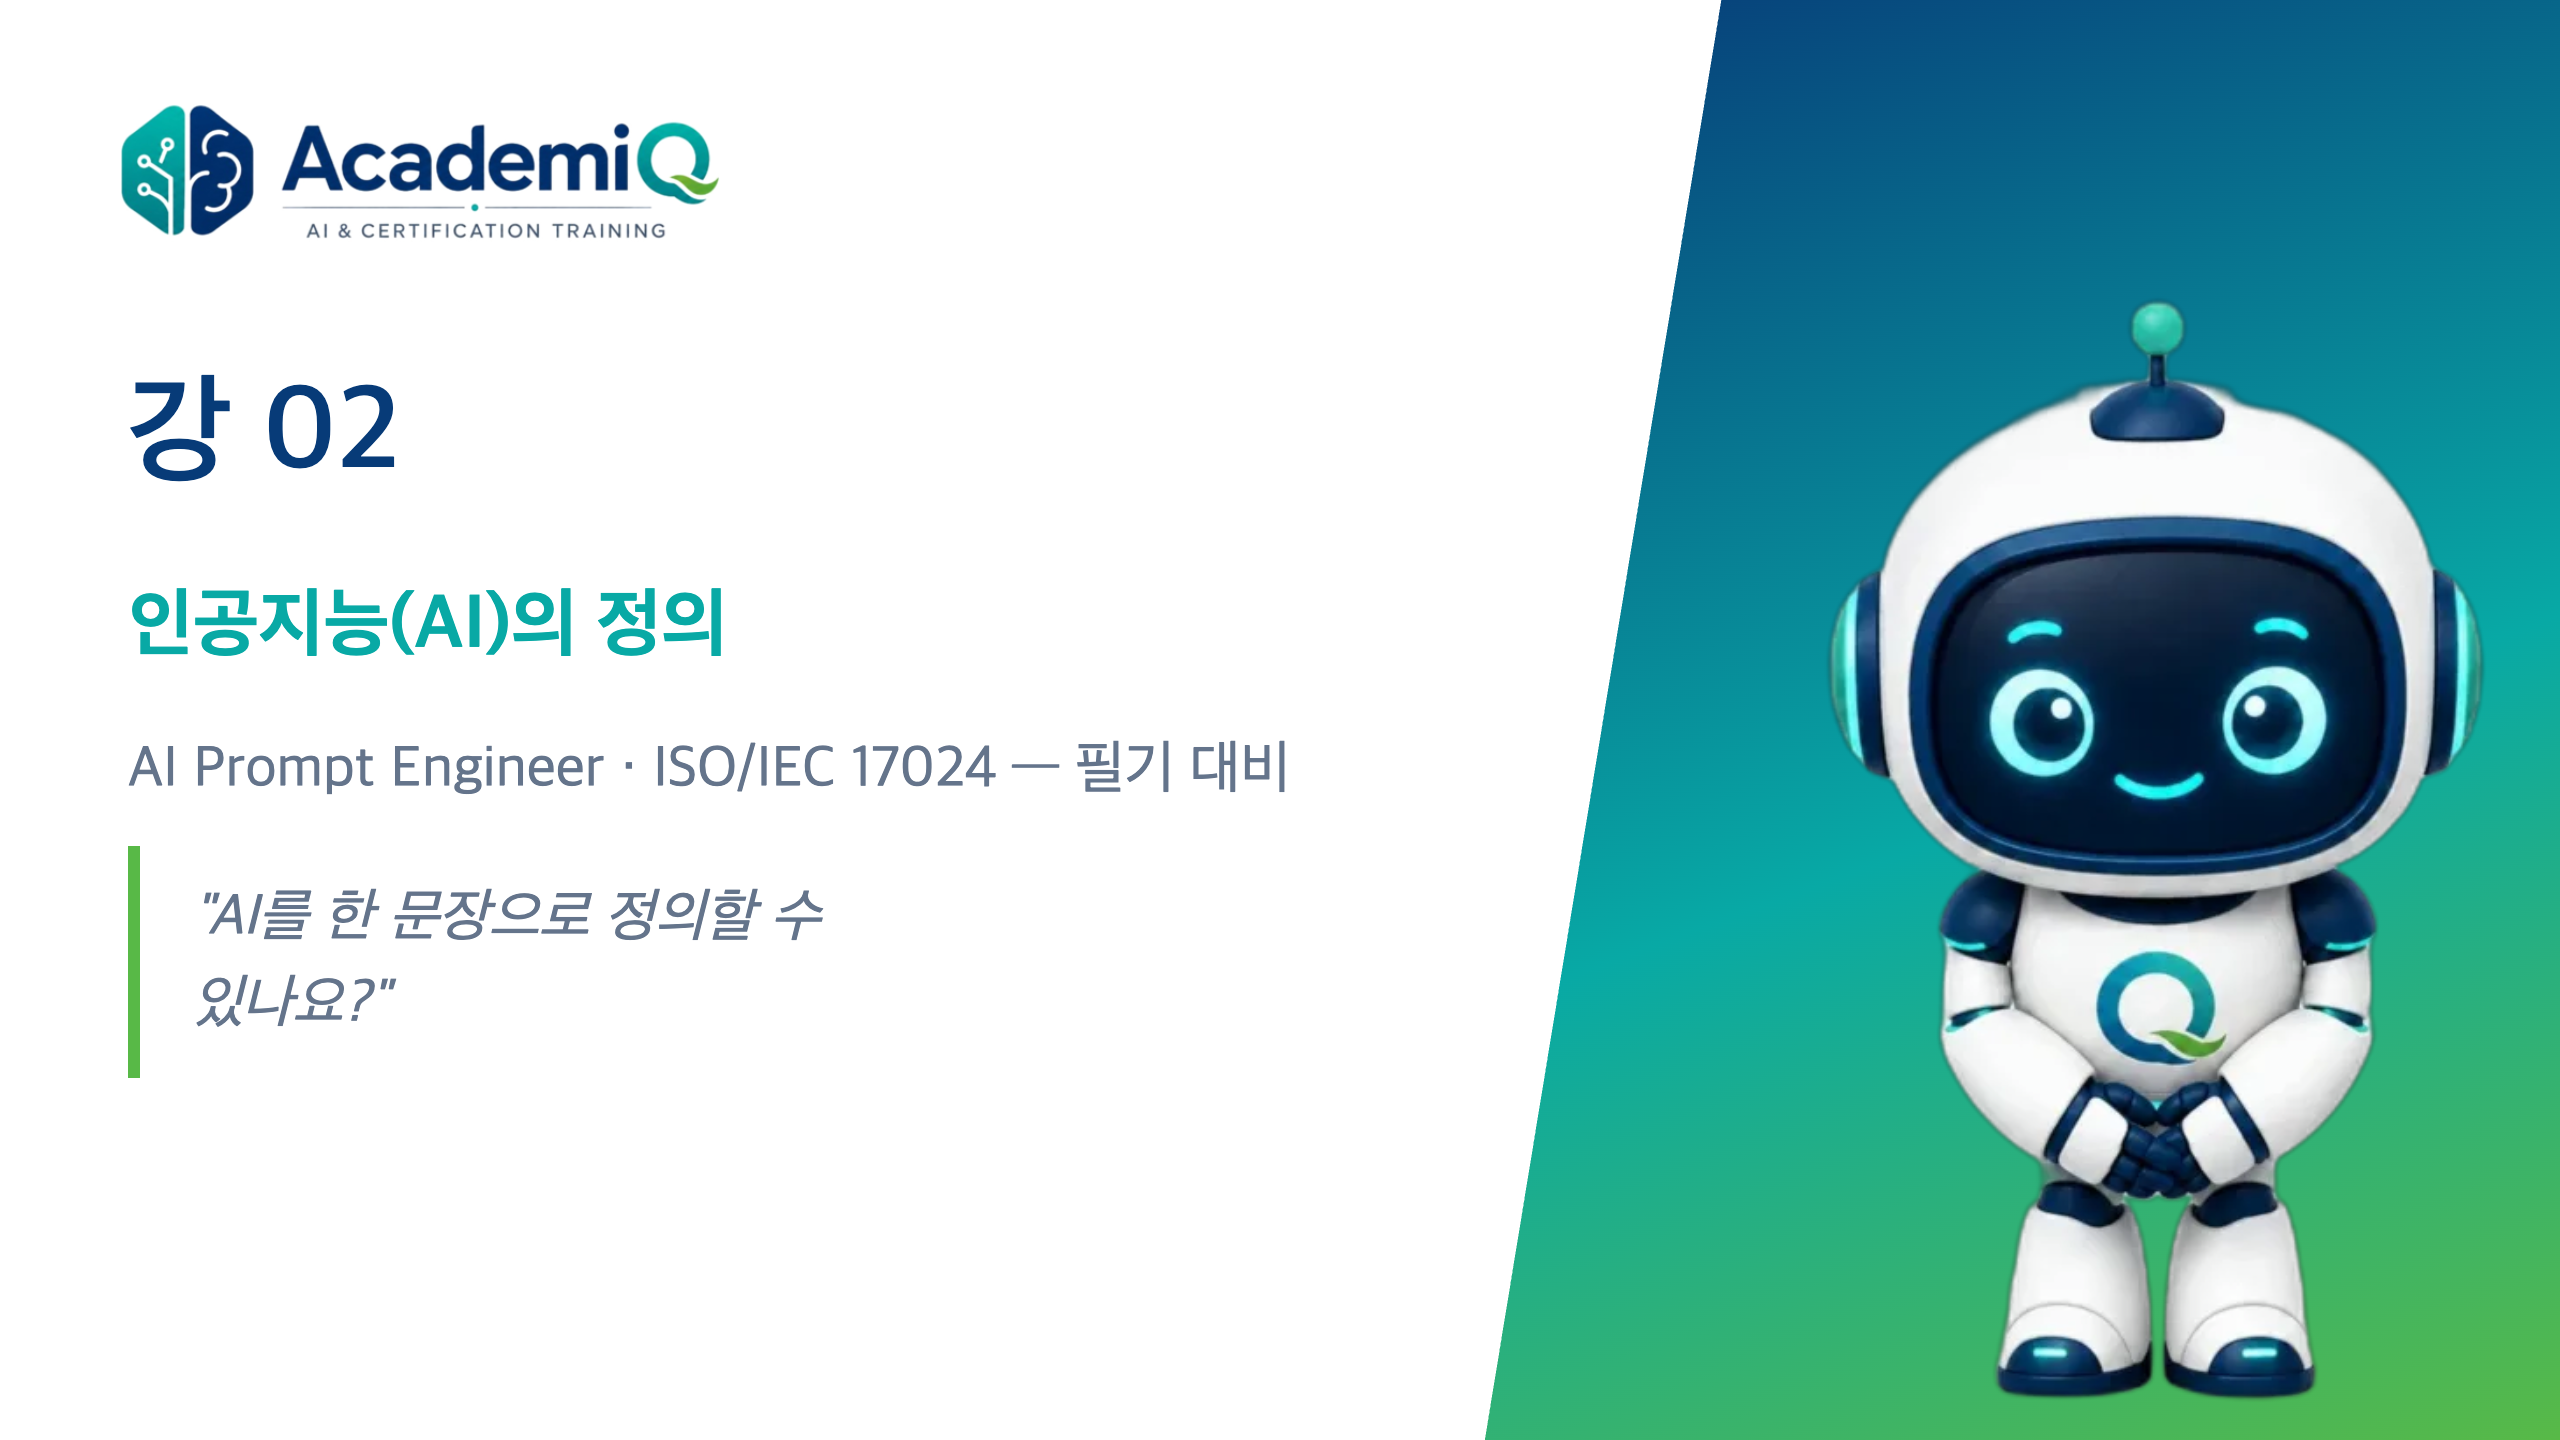 AcademiQ
AI & CERTIFICATION TRAINING
강 02
인공지능(AI)의 정의
AI Prompt Engineer · ISO/IEC 17024 — 필기 대비
"AI를 한 문장으로 정의할 수
있나요?"
Q